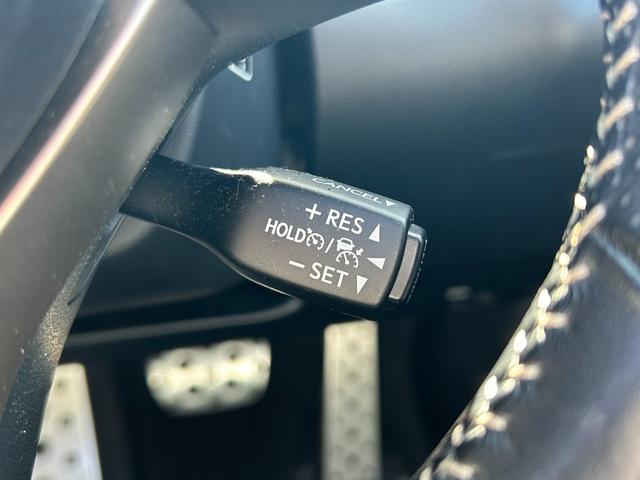 CANCEL
+ RES
HOLD /
− SET